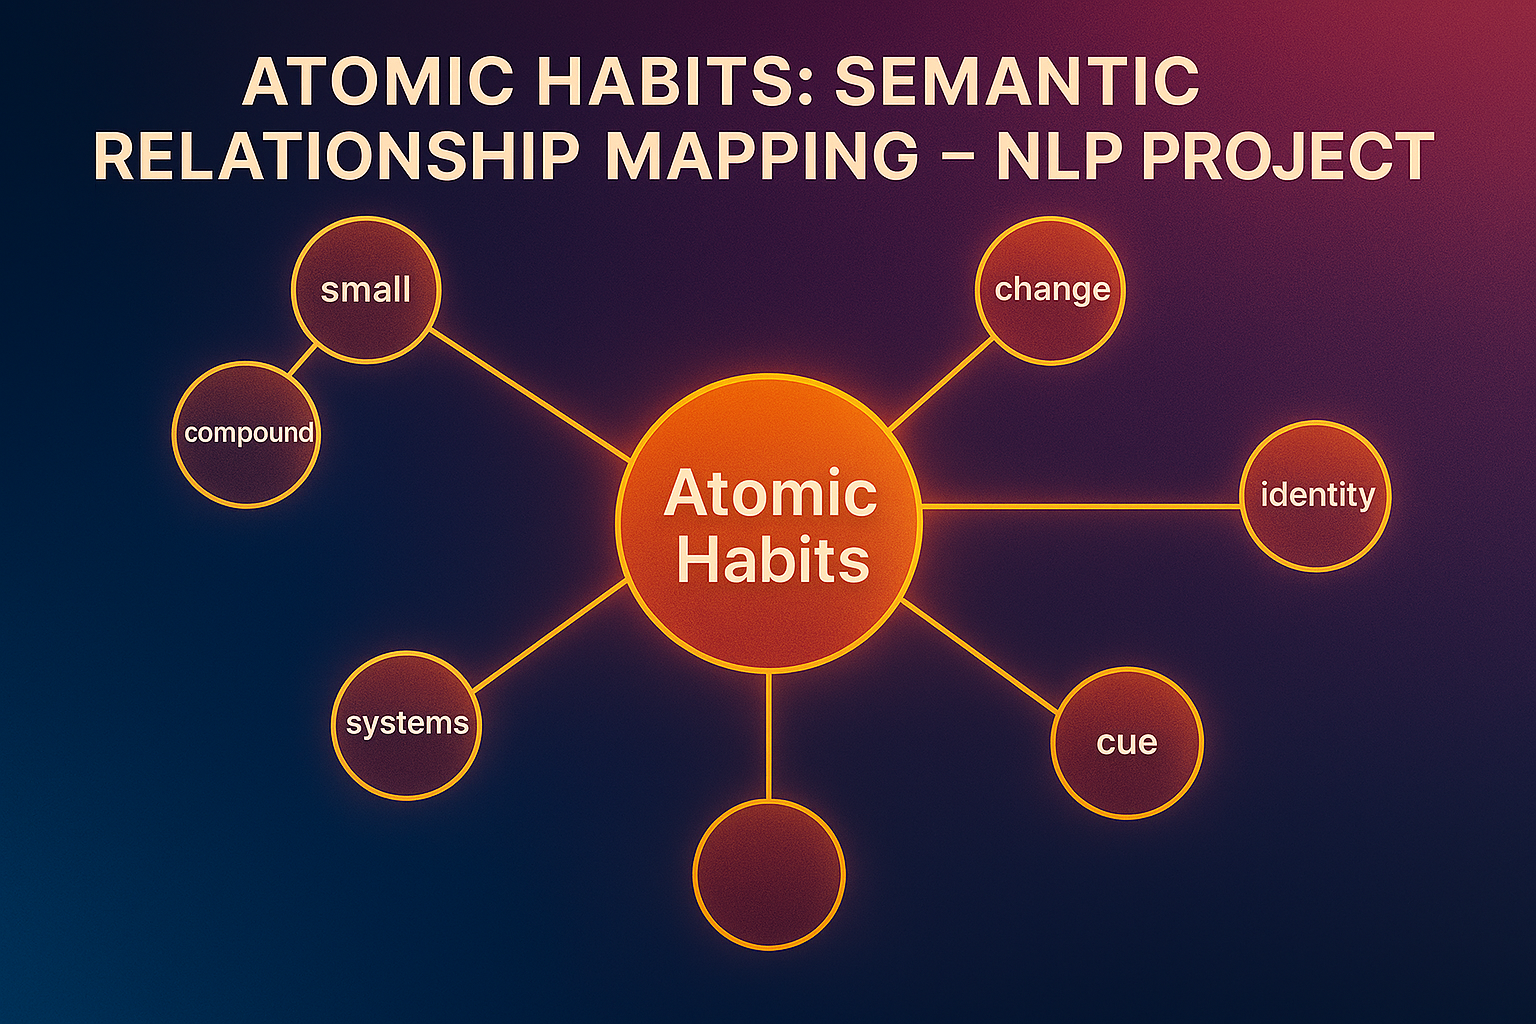 ATOMIC HABITS: SEMANTIC
RELATIONSHIP MAPPING – NLP PROJECT
small
change
compound
Atomic
Habits
identity
systems
cue